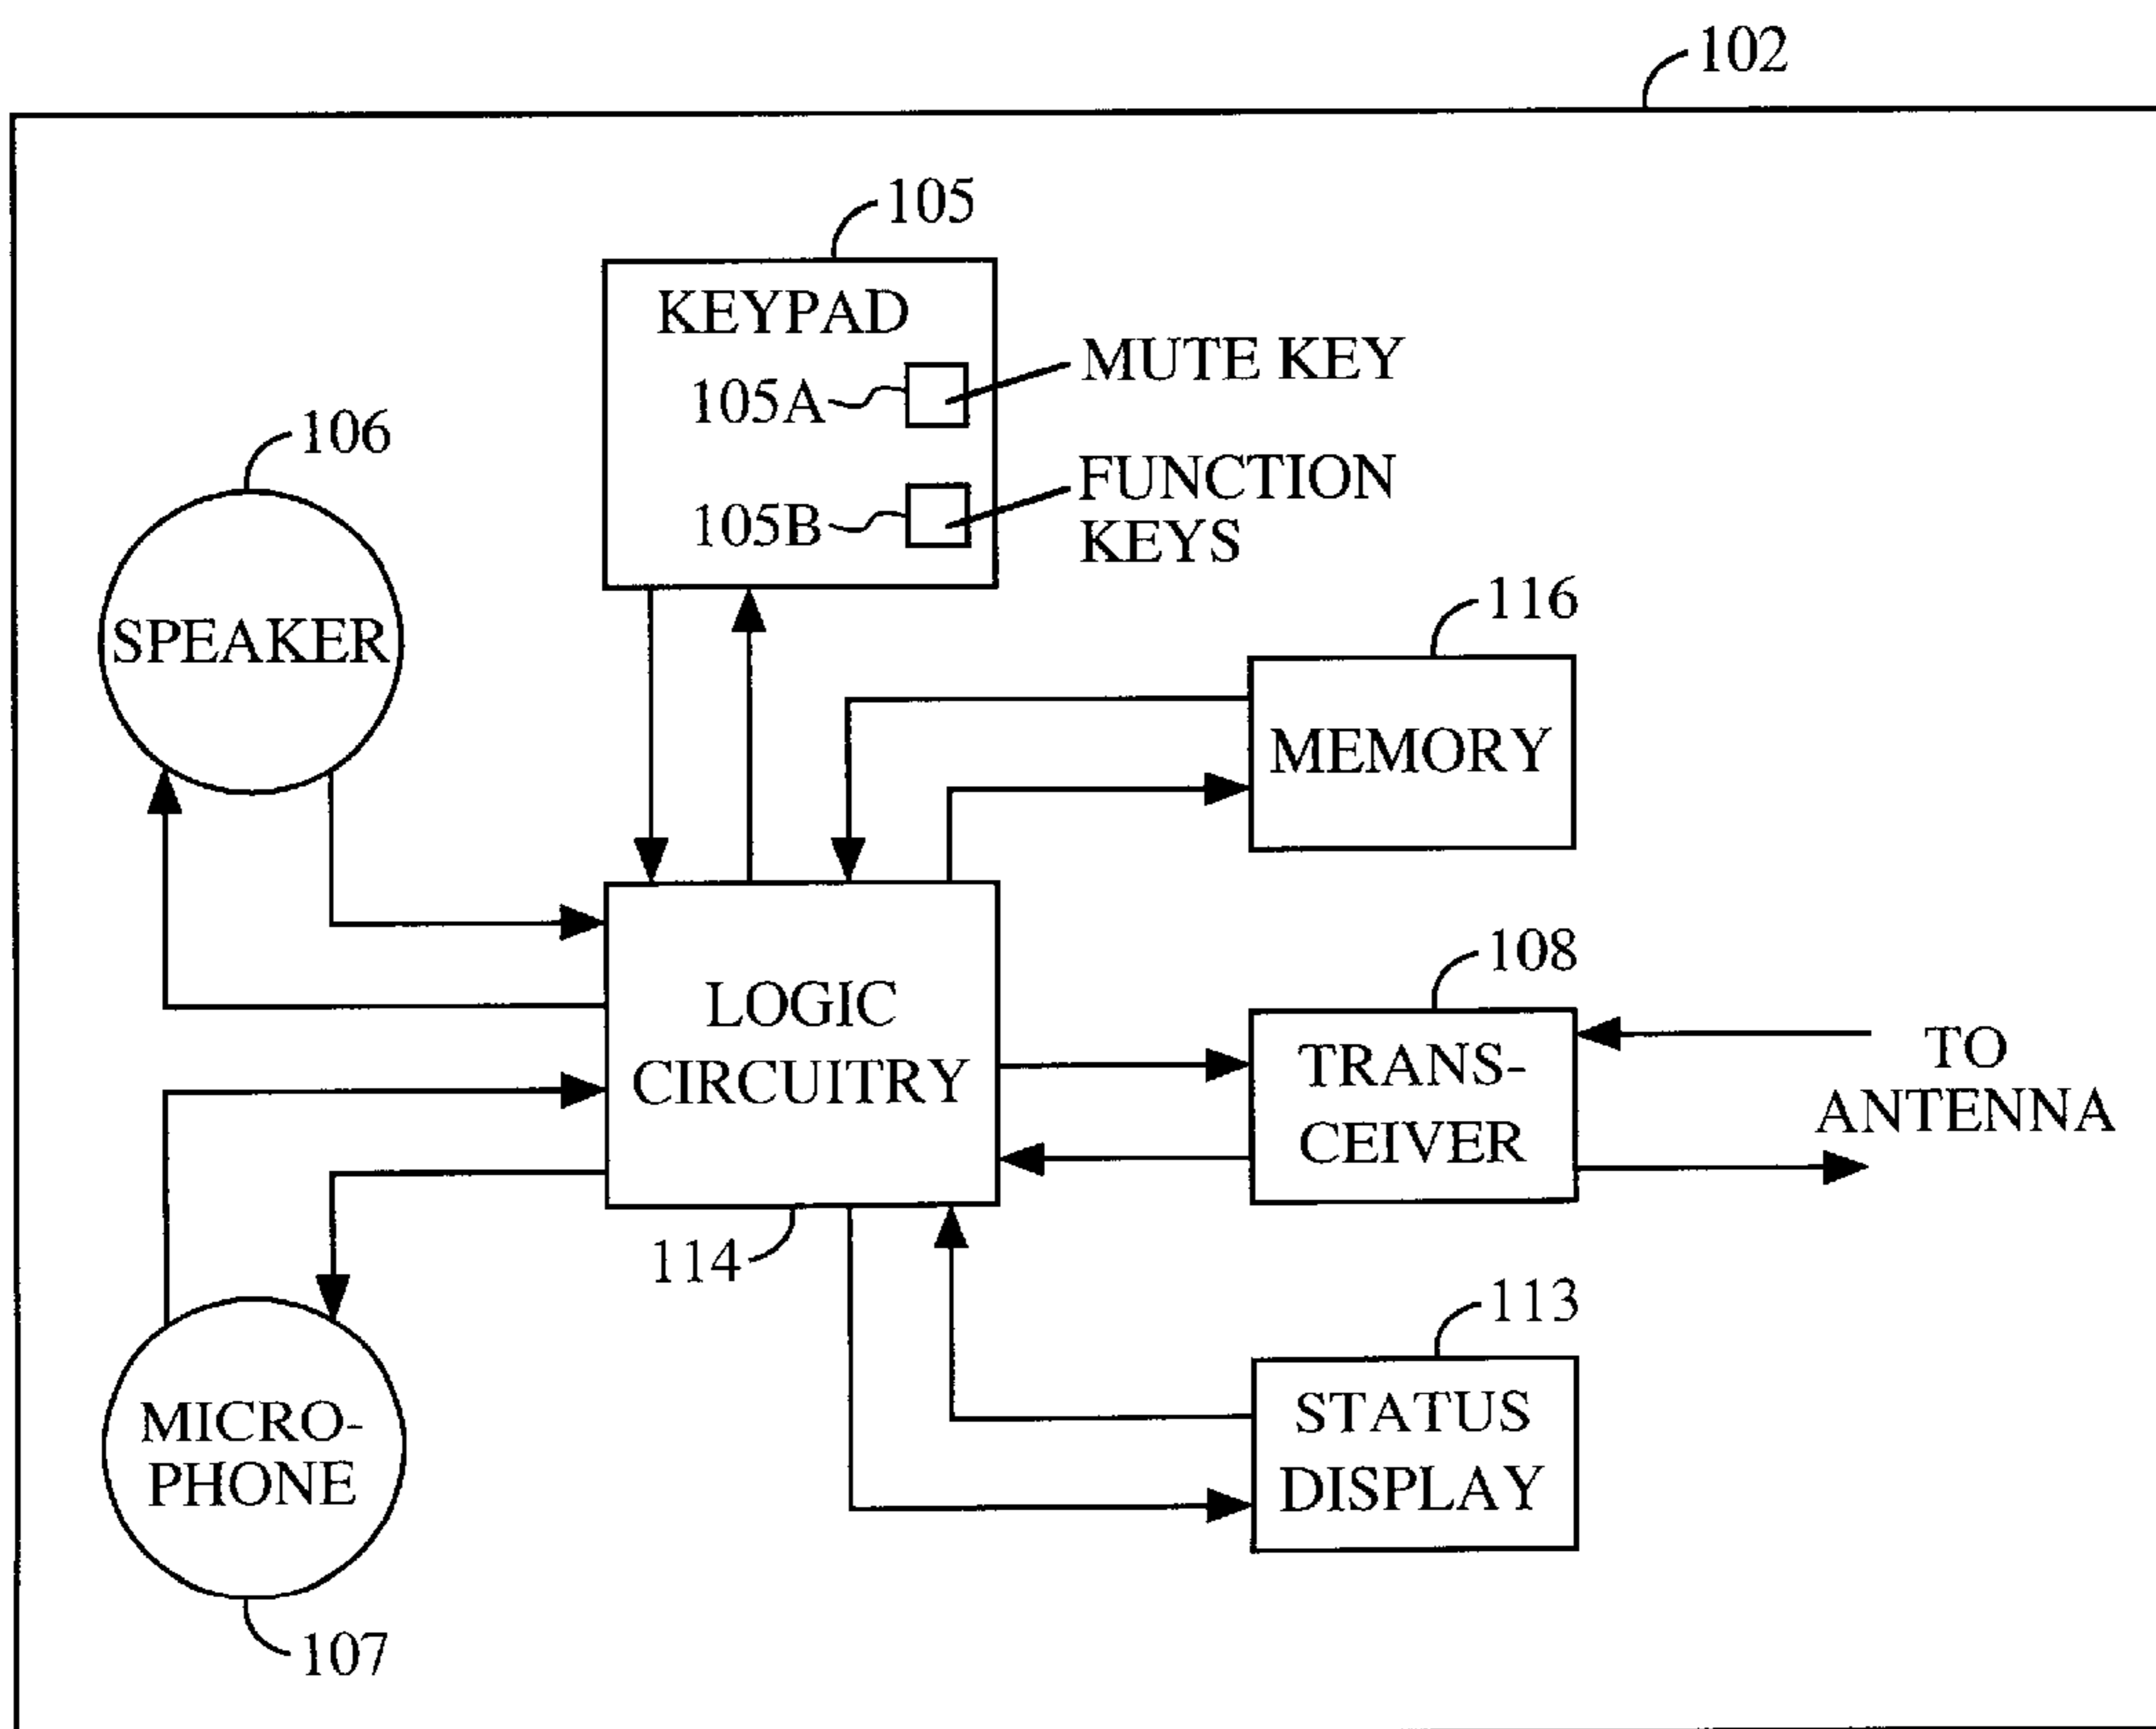 102
105
KEYPAD
105A
MUTE KEY
105B
FUNCTION
KEYS
106
SPEAKER
116
MEMORY
LOGIC
CIRCUITRY
114
108
TRANS-
CEIVER
TO
ANTENNA
113
STATUS
DISPLAY
MICRO-
PHONE
107